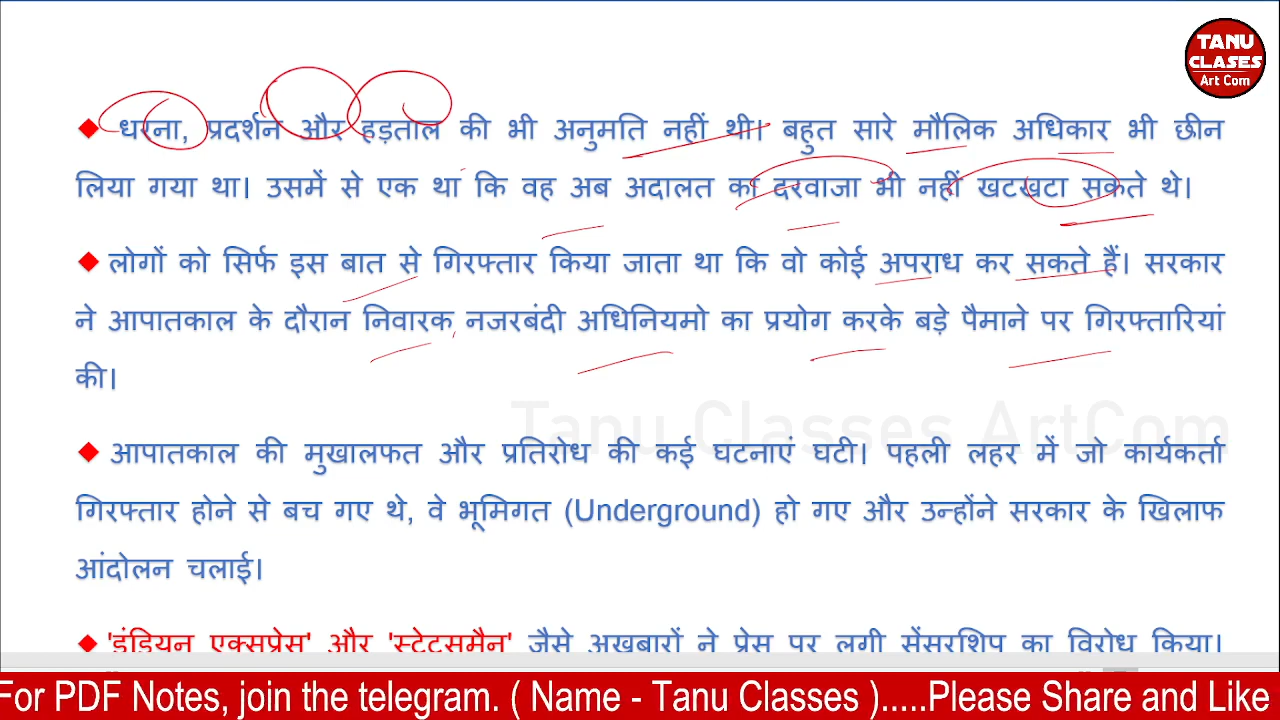 TANU
CLASES
Art Com
धरना, प्रदर्शन और हड़ताल की भी अनुमति नहीं थी। बहुत सारे मौलिक अधिकार भी छीन
लिया गया था। उसमें से एक था कि वह अब अदालत का दरवाजा भी नहीं खटखटा सकते थे।
लोगों को सिर्फ इस बात से गिरफ्तार किया जाता था कि वो कोई अपराध कर सकते हैं। सरकार
ने आपातकाल के दौरान निवारक नजरबंदी अधिनियमो का प्रयोग करके बड़े पैमाने पर गिरफ्तारियां
की।
Tanu Classes ArtCom
आपातकाल की मुखालफत और प्रतिरोध की कई घटनाएं घटी। पहली लहर में जो कार्यकर्ता
गिरफ्तार होने से बच गए थे, वे भूमिगत (Underground) हो गए और उन्होंने सरकार के खिलाफ
आंदोलन चलाई।
'इंडियन एक्सप्रेस' और 'स्टेट्समैन' जैसे अखबारों ने प्रेस पर लगी सेंसरशिप का विरोध किया।
For PDF Notes, join the telegram. ( Name - Tanu Classes ).....Please Share and Like